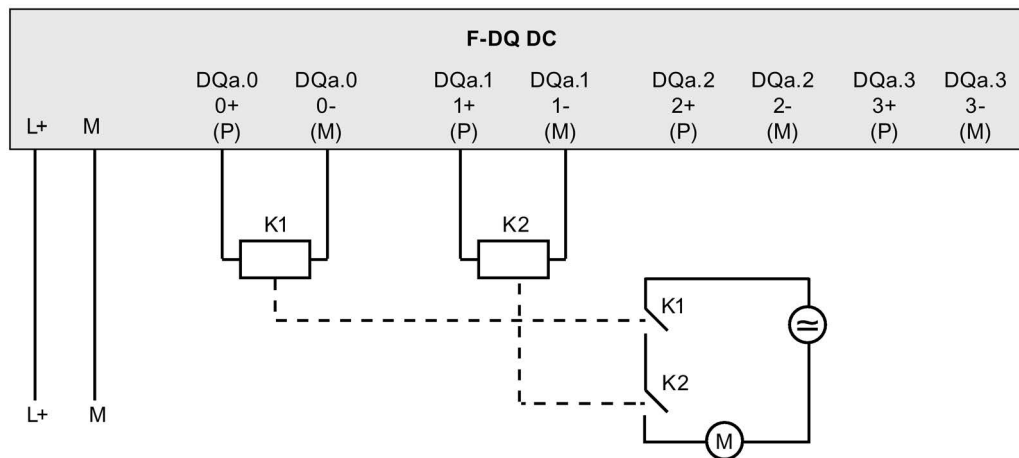 F-DQ DC
DQa.0 DQa.0 DQa.1 DQa.1 DQa.2 DQa.2 DQa.3 DQa.3
0+ 0- 1+ 1- 2+ 2- 3+ 3-
L+ M (P) (M) (P) (M) (P) (M) (P) (M)
K1 K2
K1
K2
L+ M
M